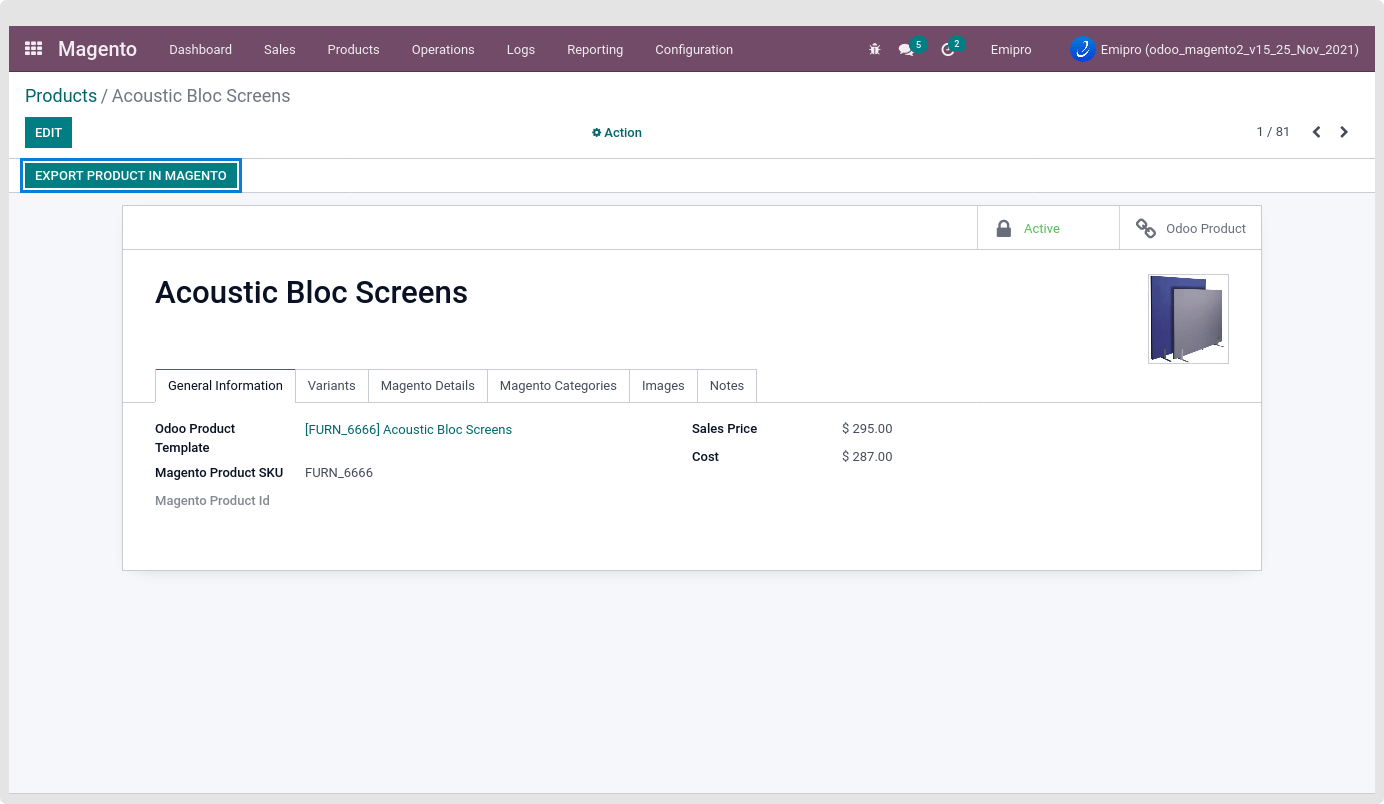 Magento Dashboard Sales Products Operations Logs Reporting Configuration 5 2 Emipro Emipro (odoo_magento2_v15_25_Nov_2021)
Products / Acoustic Bloc Screens
EDIT Action 1 / 81
EXPORT PRODUCT IN MAGENTO
Active Odoo Product
Acoustic Bloc Screens
General Information Variants Magento Details Magento Categories Images Notes
Odoo Product Template [FURN_6666] Acoustic Bloc Screens Sales Price $ 295.00
Cost $ 287.00
Magento Product SKU FURN_6666
Magento Product Id